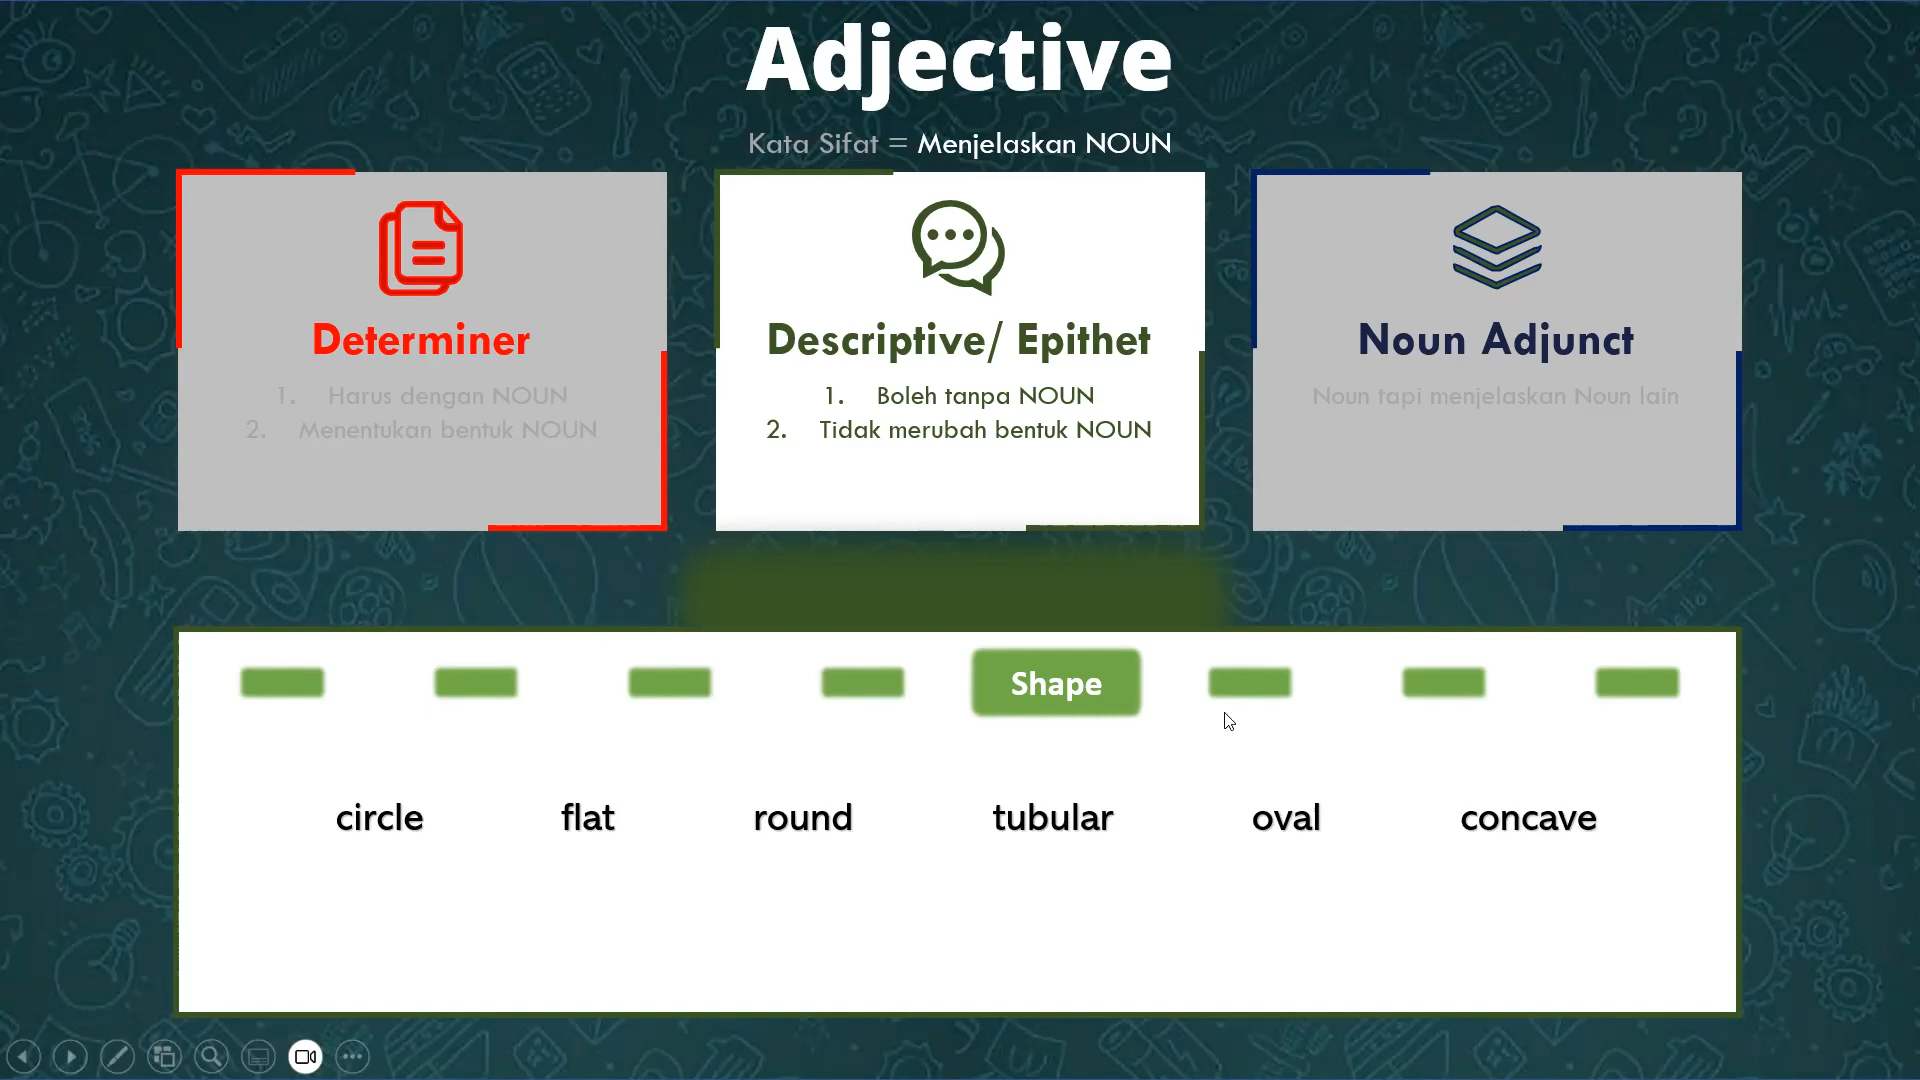 Adjective
Kata Sifat = Menjelaskan NOUN
Determiner
1. Harus dengan NOUN
2. Menentukan bentuk NOUN
Descriptive/ Epithet
1. Boleh tanpa NOUN
2. Tidak merubah bentuk NOUN
Noun Adjunct
Noun tapi menjelaskan Noun lain
Shape
circle flat round tubular oval concave